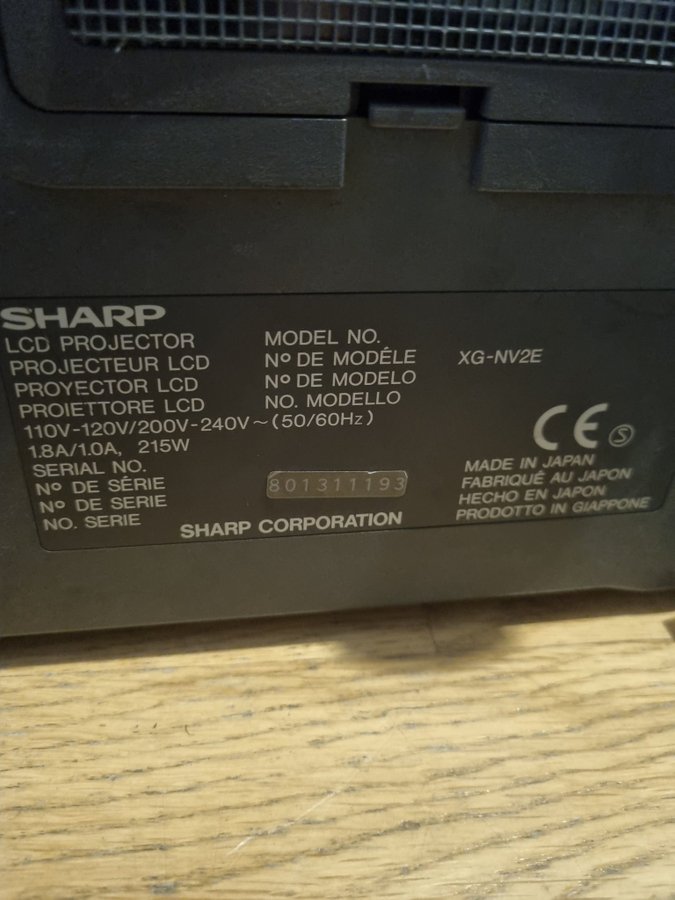 SHARP
LCD PROJECTOR MODEL NO.
PROJECTEUR LCD Nº DE MODÉLE XG-NV2E
PROYECTOR LCD Nº DE MODELO
PROIETTORE LCD NO. MODELLO
110V-120V/200V-240V~(50/60Hz)
1.8A/1.0A, 215W
CE S
SERIAL NO. MADE IN JAPAN
Nº DE SÉRIE 801311193 FABRIQUÉ AU JAPON
Nº DE SERIE HECHO EN JAPON
NO. SERIE SHARP CORPORATION PRODOTTO IN GIAPPONE